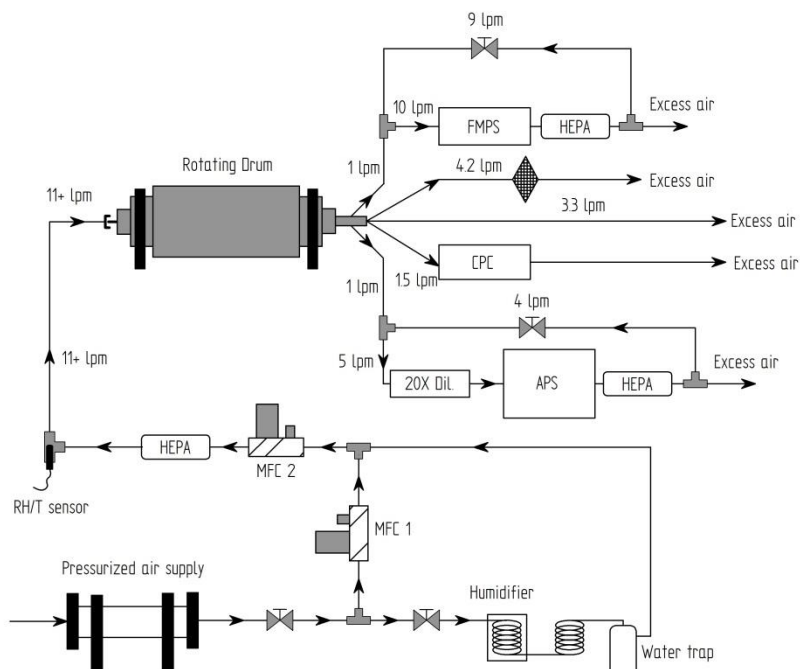 9 lpm
10 lpm
FMPS
HEPA
Excess air
Rotating Drum
1 lpm
4.2 lpm
Excess air
11+ lpm
3.3 lpm
Excess air
1.5 lpm
CPC
Excess air
1 lpm
4 lpm
11+ lpm
5 lpm
20X Dil.
APS
HEPA
Excess air
HEPA
MFC 2
RH/T sensor
MFC 1
Pressurized air supply
Humidifier
Water trap